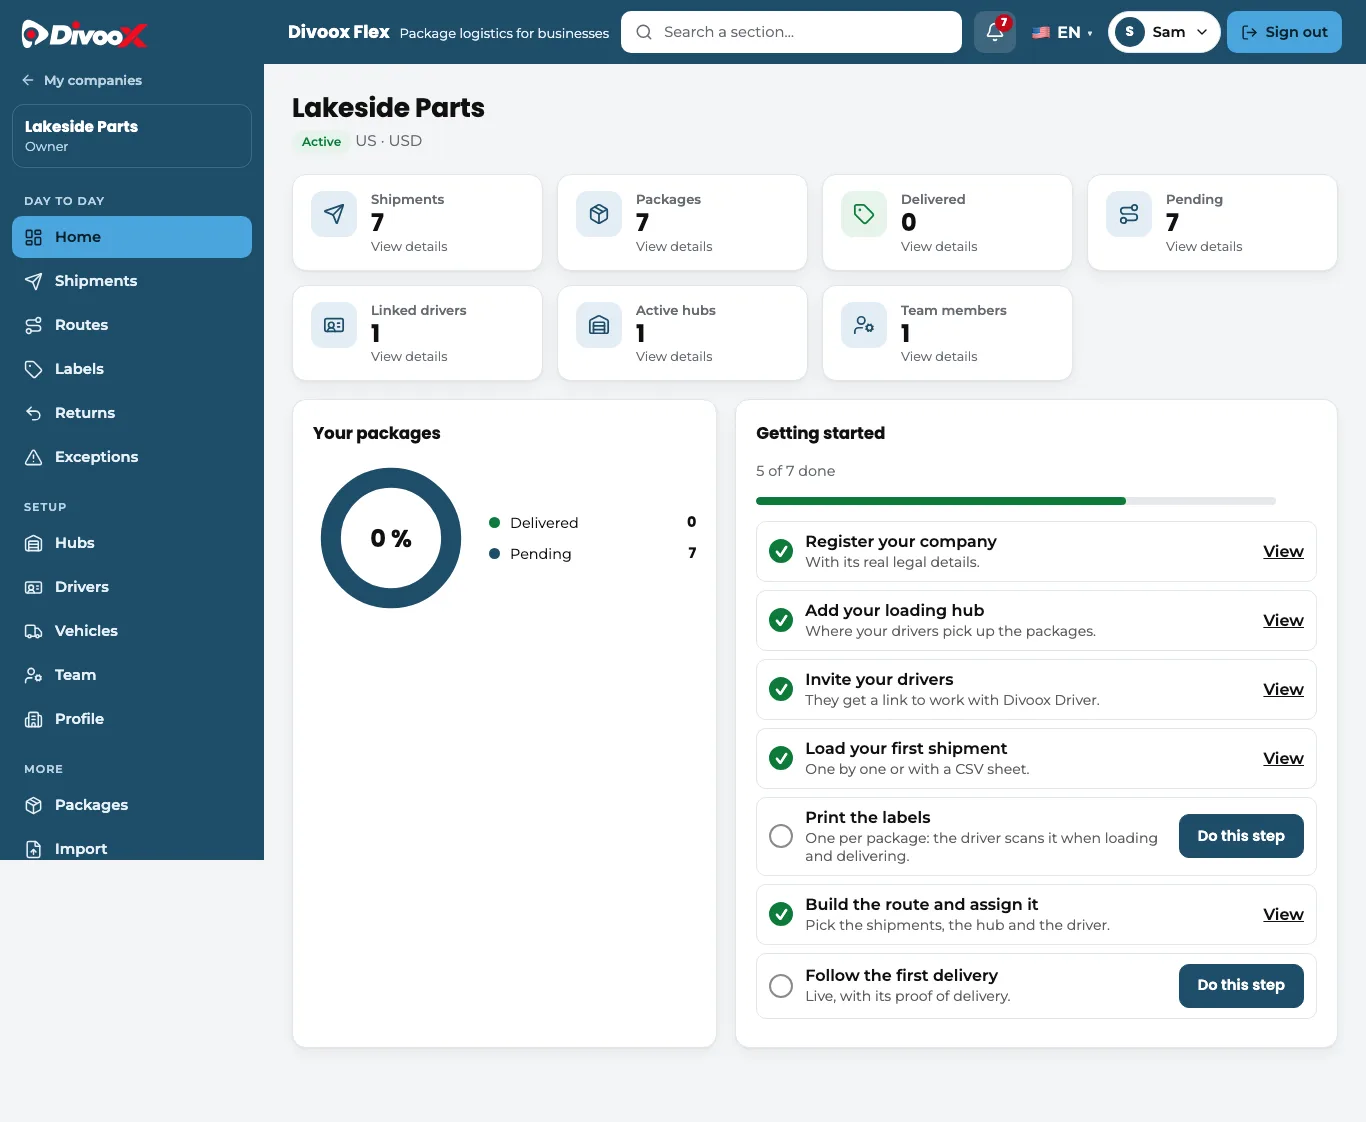 DivooX
Divoox Flex Package logistics for businesses
Search a section...
7
EN
S Sam
Sign out
My companies
Lakeside Parts
Owner
DAY TO DAY
Home
Shipments
Routes
Labels
Returns
Exceptions
SETUP
Hubs
Drivers
Vehicles
Team
Profile
MORE
Packages
Import
Lakeside Parts
Active US · USD
Shipments
7
View details
Packages
7
View details
Delivered
0
View details
Pending
7
View details
Linked drivers
1
View details
Active hubs
1
View details
Team members
1
View details
Your packages
0 %
Delivered 0
Pending 7
Getting started
5 of 7 done
Register your company
With its real legal details.
View
Add your loading hub
Where your drivers pick up the packages.
View
Invite your drivers
They get a link to work with Divoox Driver.
View
Load your first shipment
One by one or with a CSV sheet.
View
Print the labels
One per package: the driver scans it when loading
and delivering.
Do this step
Build the route and assign it
Pick the shipments, the hub and the driver.
View
Follow the first delivery
Live, with its proof of delivery.
Do this step